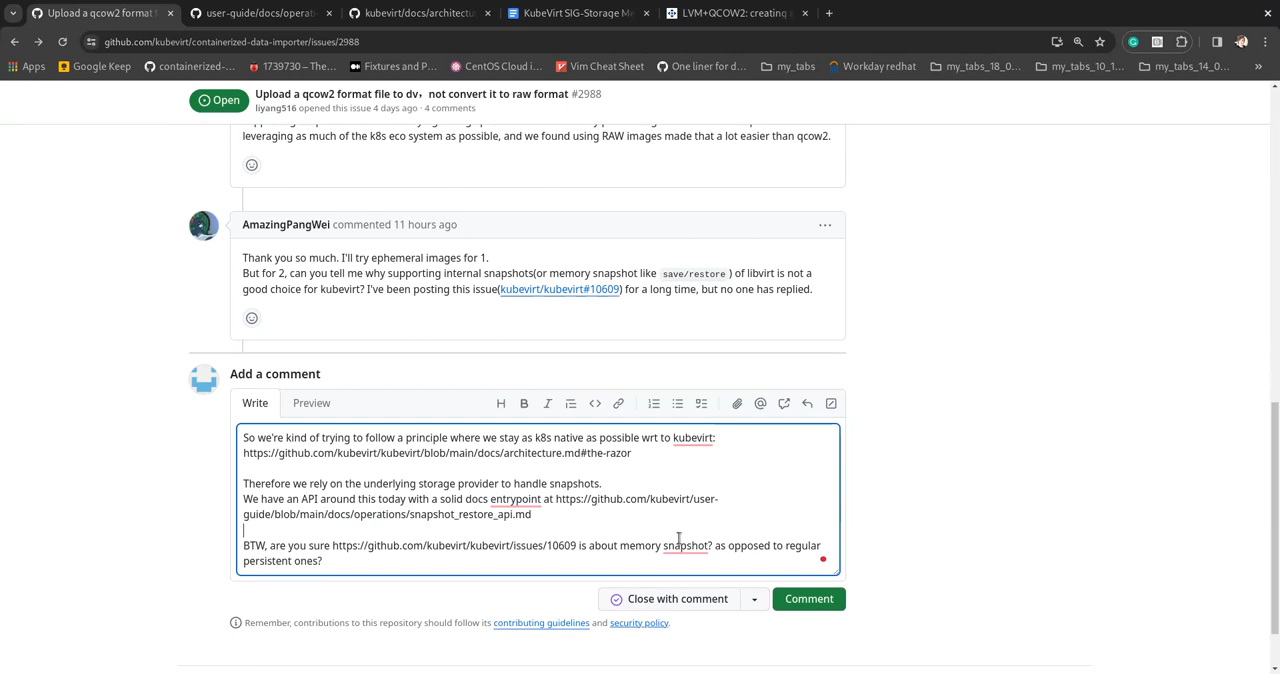 Upload a qcow2 format f
user-guide/docs/operat
kubevirt/docs/architectu
KubeVirt SIG-Storage M
LVM+QCOW2: creating
github.com/kubevirt/containerized-data-importer/issues/2988
Apps
Google Keep
containerized-...
1739730 – The...
Fixtures and P...
CentOS Cloud i...
Vim Cheat Sheet
One liner for d...
my_tabs
Workday redhat
my_tabs_18_0...
my_tabs_10_1...
my_tabs_14_0...
»
Open
Upload a qcow2 format file to dv，not convert it to raw format #2988
liyang516 opened this issue 4 days ago · 4 comments
leveraging as much of the k8s eco system as possible, and we found using RAW images made that a lot easier than qcow2.
AmazingPangWei commented 11 hours ago
Thank you so much. I'll try ephemeral images for 1.
But for 2, can you tell me why supporting internal snapshots(or memory snapshot like save/restore ) of libvirt is not a
good choice for kubevirt? I've been posting this issue(kubevirt/kubevirt#10609) for a long time, but no one has replied.
Add a comment
Write
Preview
So we're kind of trying to follow a principle where we stay as k8s native as possible wrt to kubevirt:
https://github.com/kubevirt/kubevirt/blob/main/docs/architecture.md#the-razor
Therefore we rely on the underlying storage provider to handle snapshots.
We have an API around this today with a solid docs entrypoint at https://github.com/kubevirt/user-
guide/blob/main/docs/operations/snapshot_restore_api.md
BTW, are you sure https://github.com/kubevirt/kubevirt/issues/10609 is about memory snapshot? as opposed to regular
persistent ones?
Close with comment
Comment
Remember, contributions to this repository should follow its contributing guidelines and security policy.